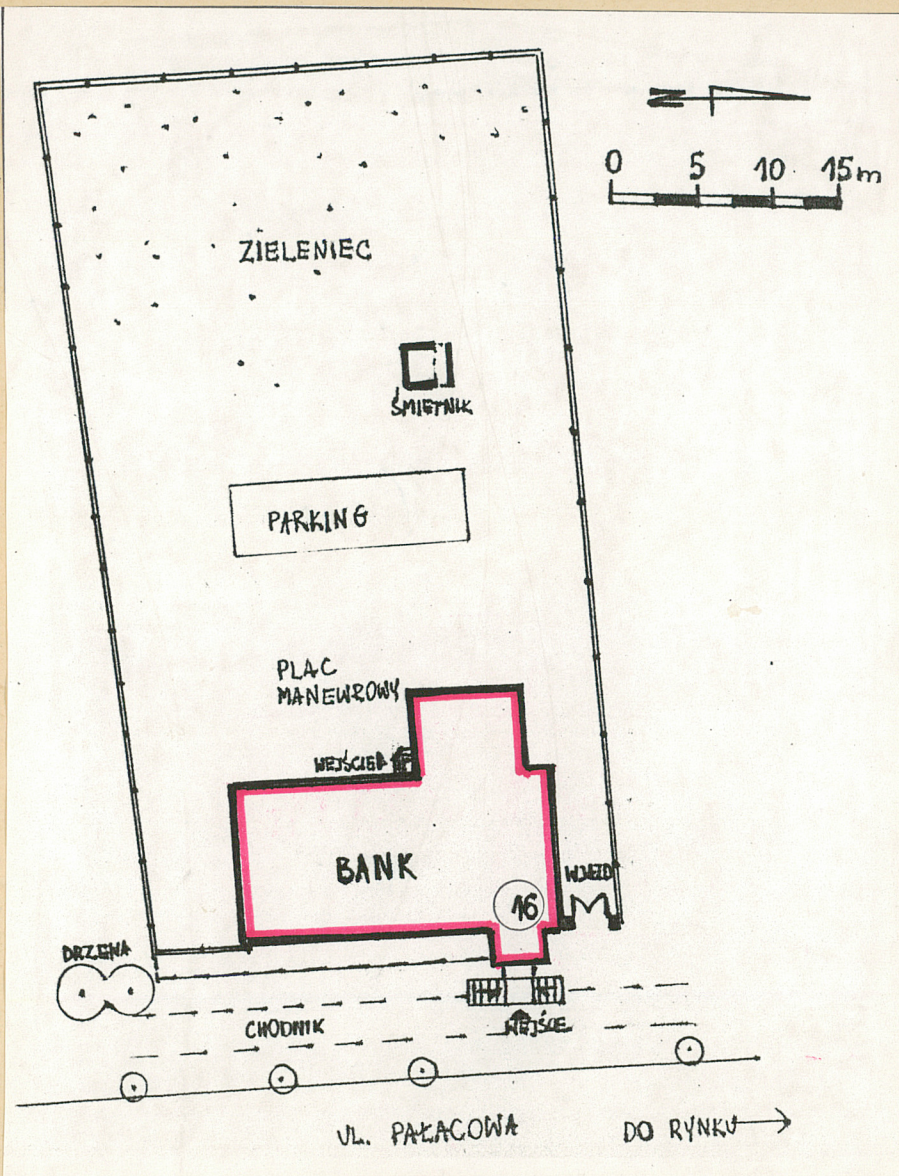 N
0 5 10 15m
ZIELENIEC
ŚMIETNIK
PARKING
PLAC
MANEWROWY
WEJŚCIE
BANK
16
WJAZD
DRZEWA
CHODNIK
WEJŚCIE
UL. PAŁACOWA
DO RYNKU